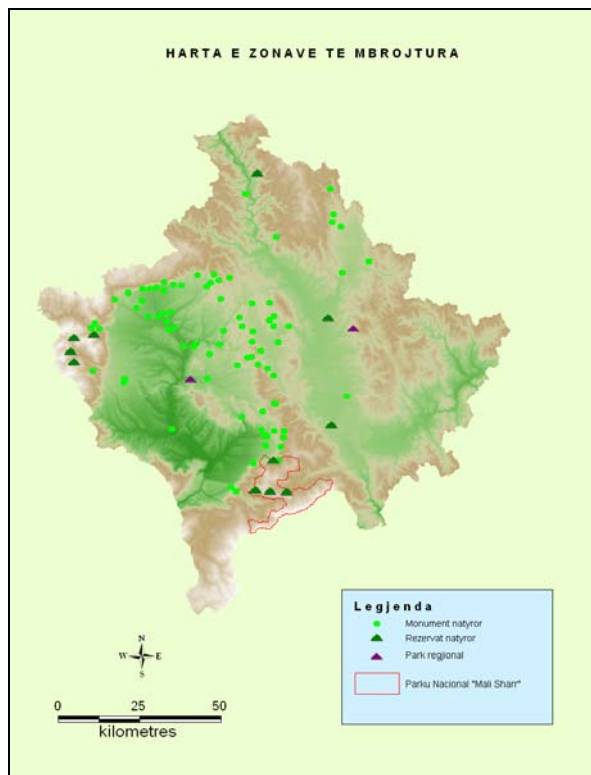 HARTA E ZONAVE TE MBROJTURA
Legjenda
Monument natyror
Rezervat natyror
Park regjional
Parku Nacional "Mali Sharr"
N
W E
S
0 25 50
kilometres